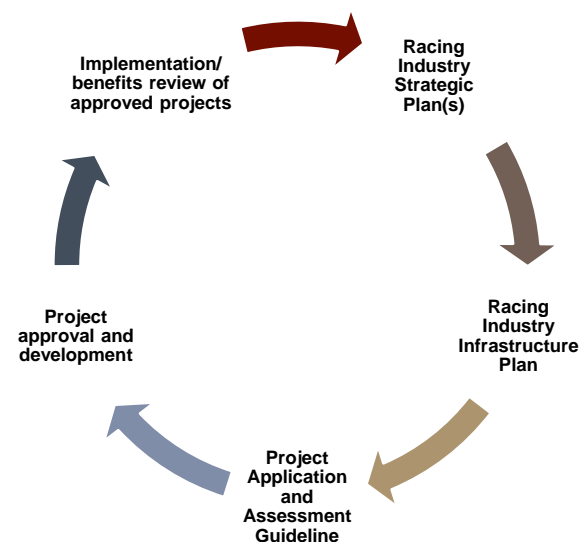 Racing
Industry
Strategic
Plan(s)
Racing
Industry
Infrastructure
Plan
Project
Application
and
Assessment
Guideline
Project
approval and
development
Implementation/
benefits review of
approved projects